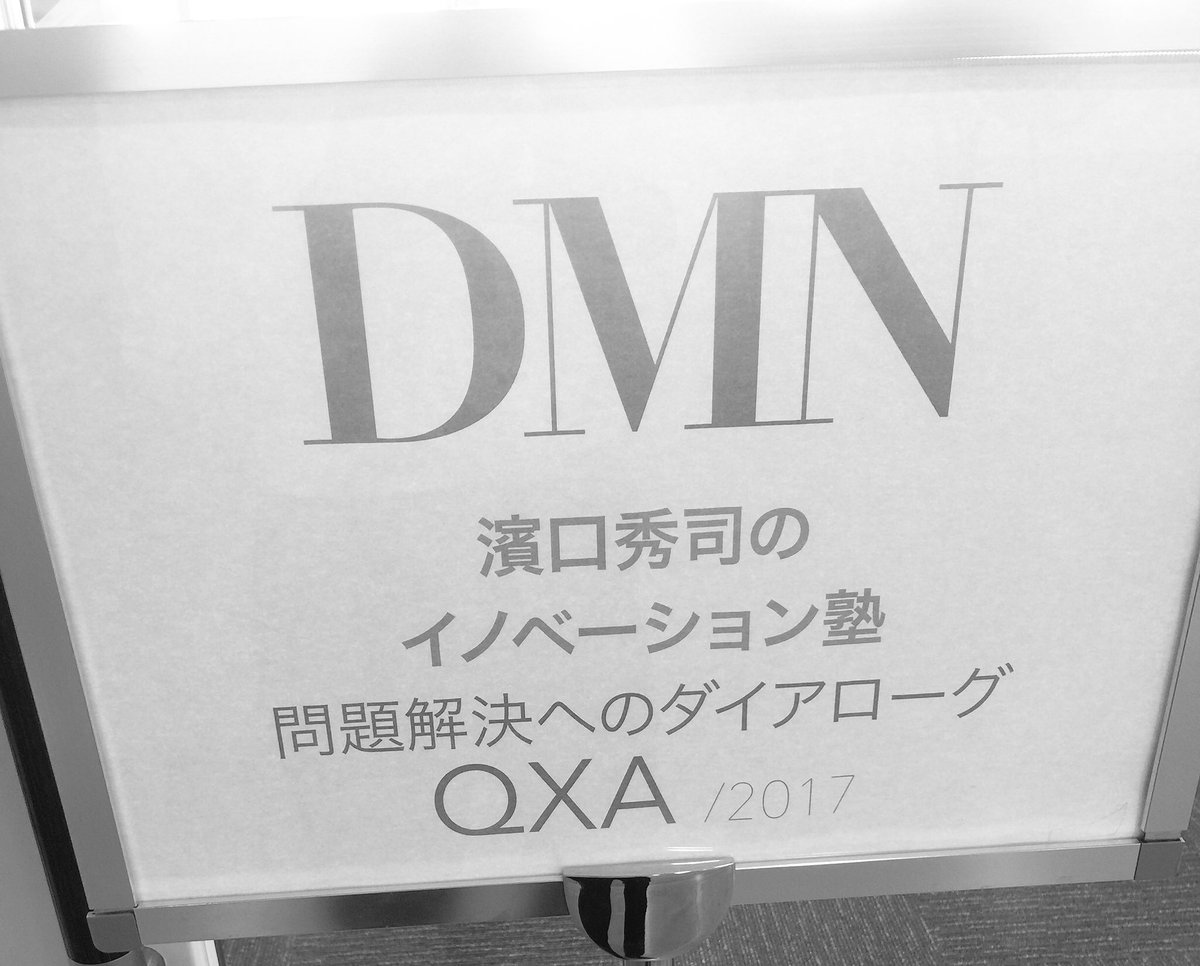 DMN
濱口秀司の
イノベーション塾
問題解決へのダイアローグ
QXA /2017